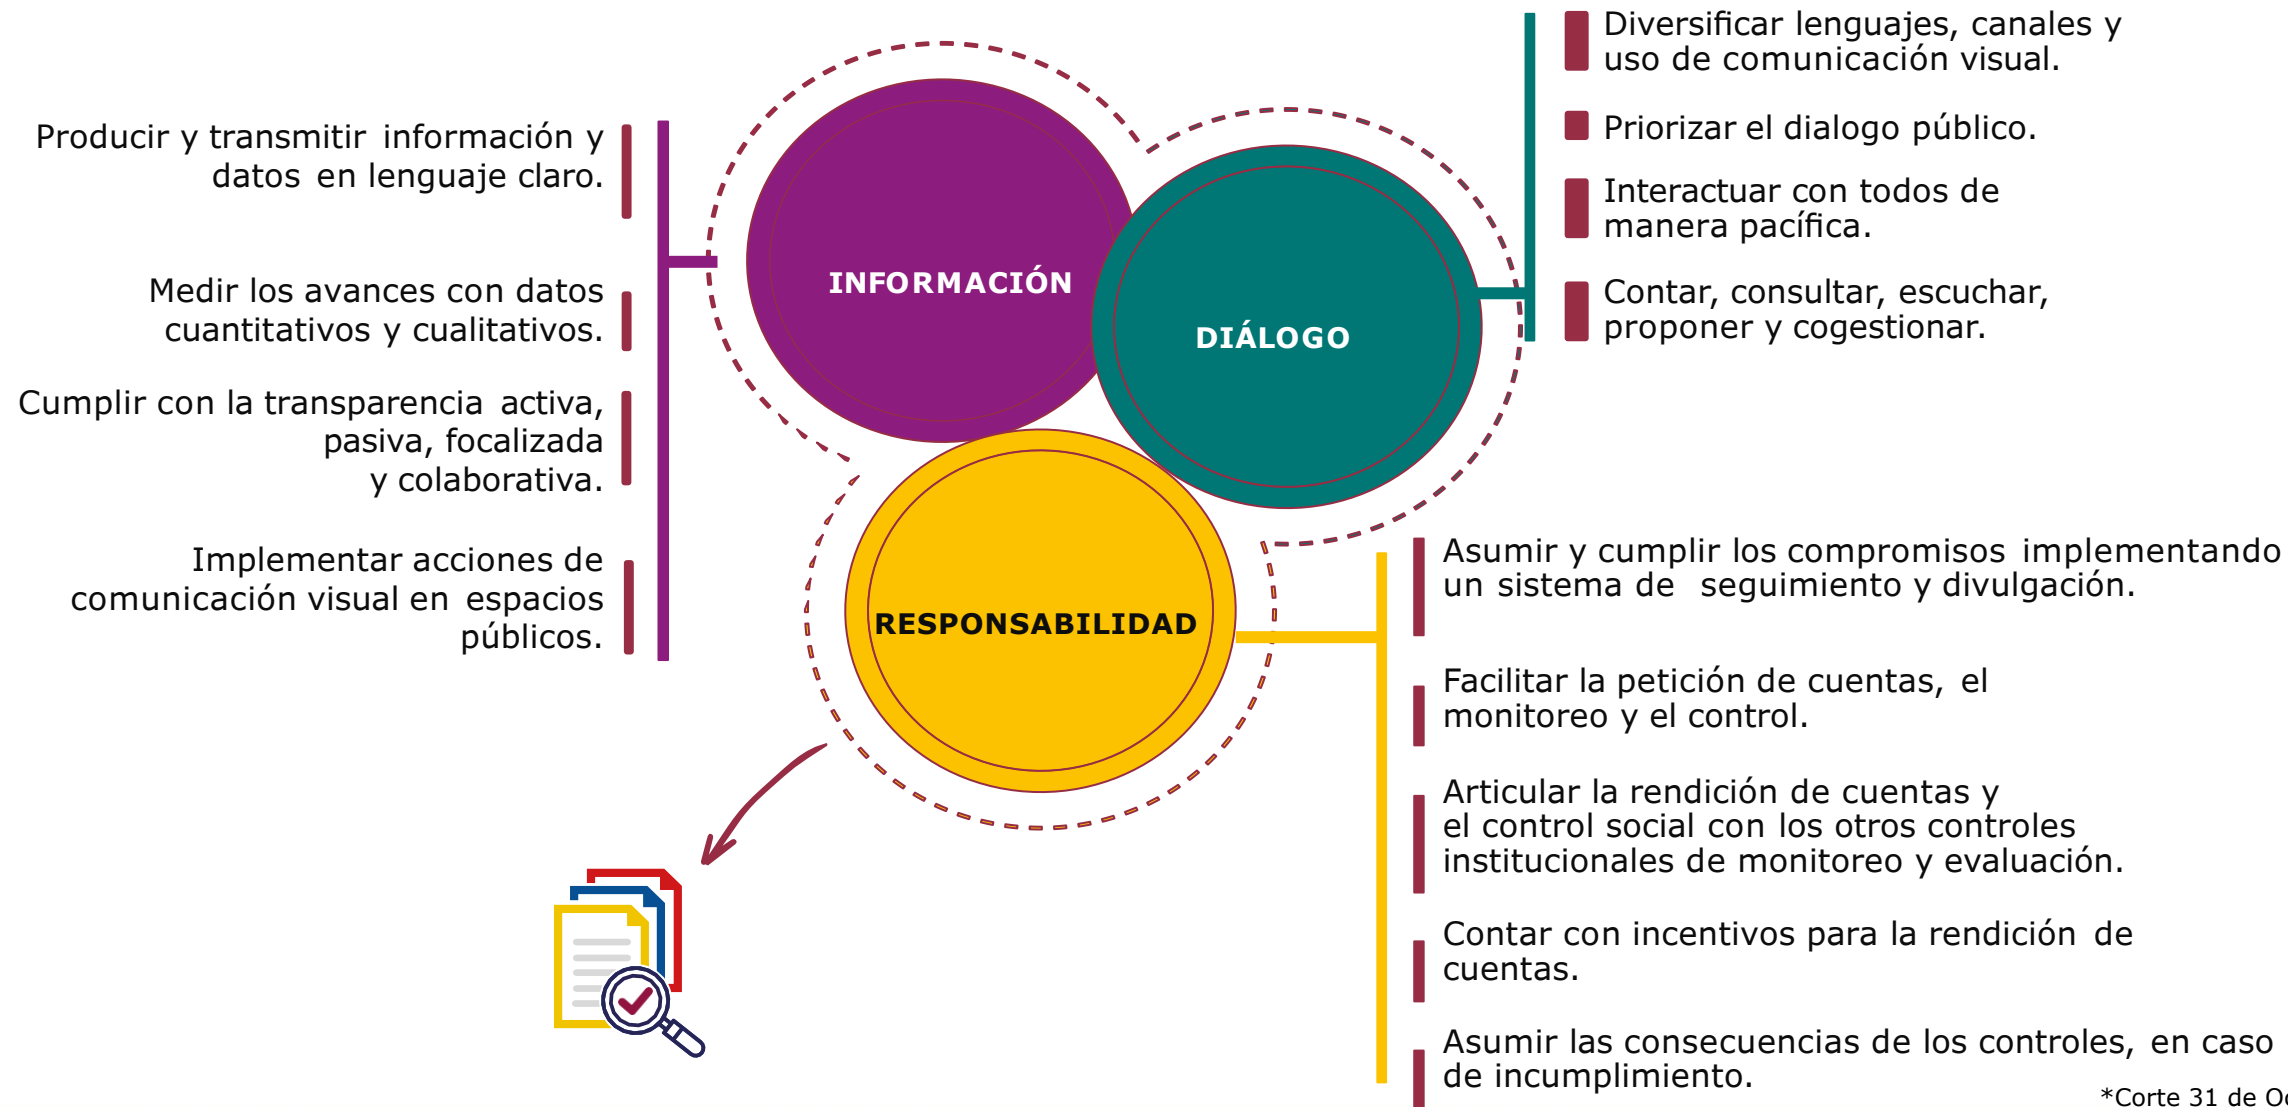 Producir y transmitir información y
datos en lenguaje claro.
Medir los avances con datos
cuantitativos y cualitativos.
Cumplir con la transparencia activa,
pasiva, focalizada
y colaborativa.
Implementar acciones de
comunicación visual en espacios
públicos.
INFORMACIÓN
DIÁLOGO
RESPONSABILIDAD
Diversificar lenguajes, canales y
uso de comunicación visual.
Priorizar el dialogo público.
Interactuar con todos de
manera pacífica.
Contar, consultar, escuchar,
proponer y cogestionar.
Asumir y cumplir los compromisos implementando
un sistema de seguimiento y divulgación.
Facilitar la petición de cuentas, el
monitoreo y el control.
Articular la rendición de cuentas y
el control social con los otros controles
institucionales de monitoreo y evaluación.
Contar con incentivos para la rendición de
cuentas.
Asumir las consecuencias de los controles, en caso
de incumplimiento.
*Corte 31 de